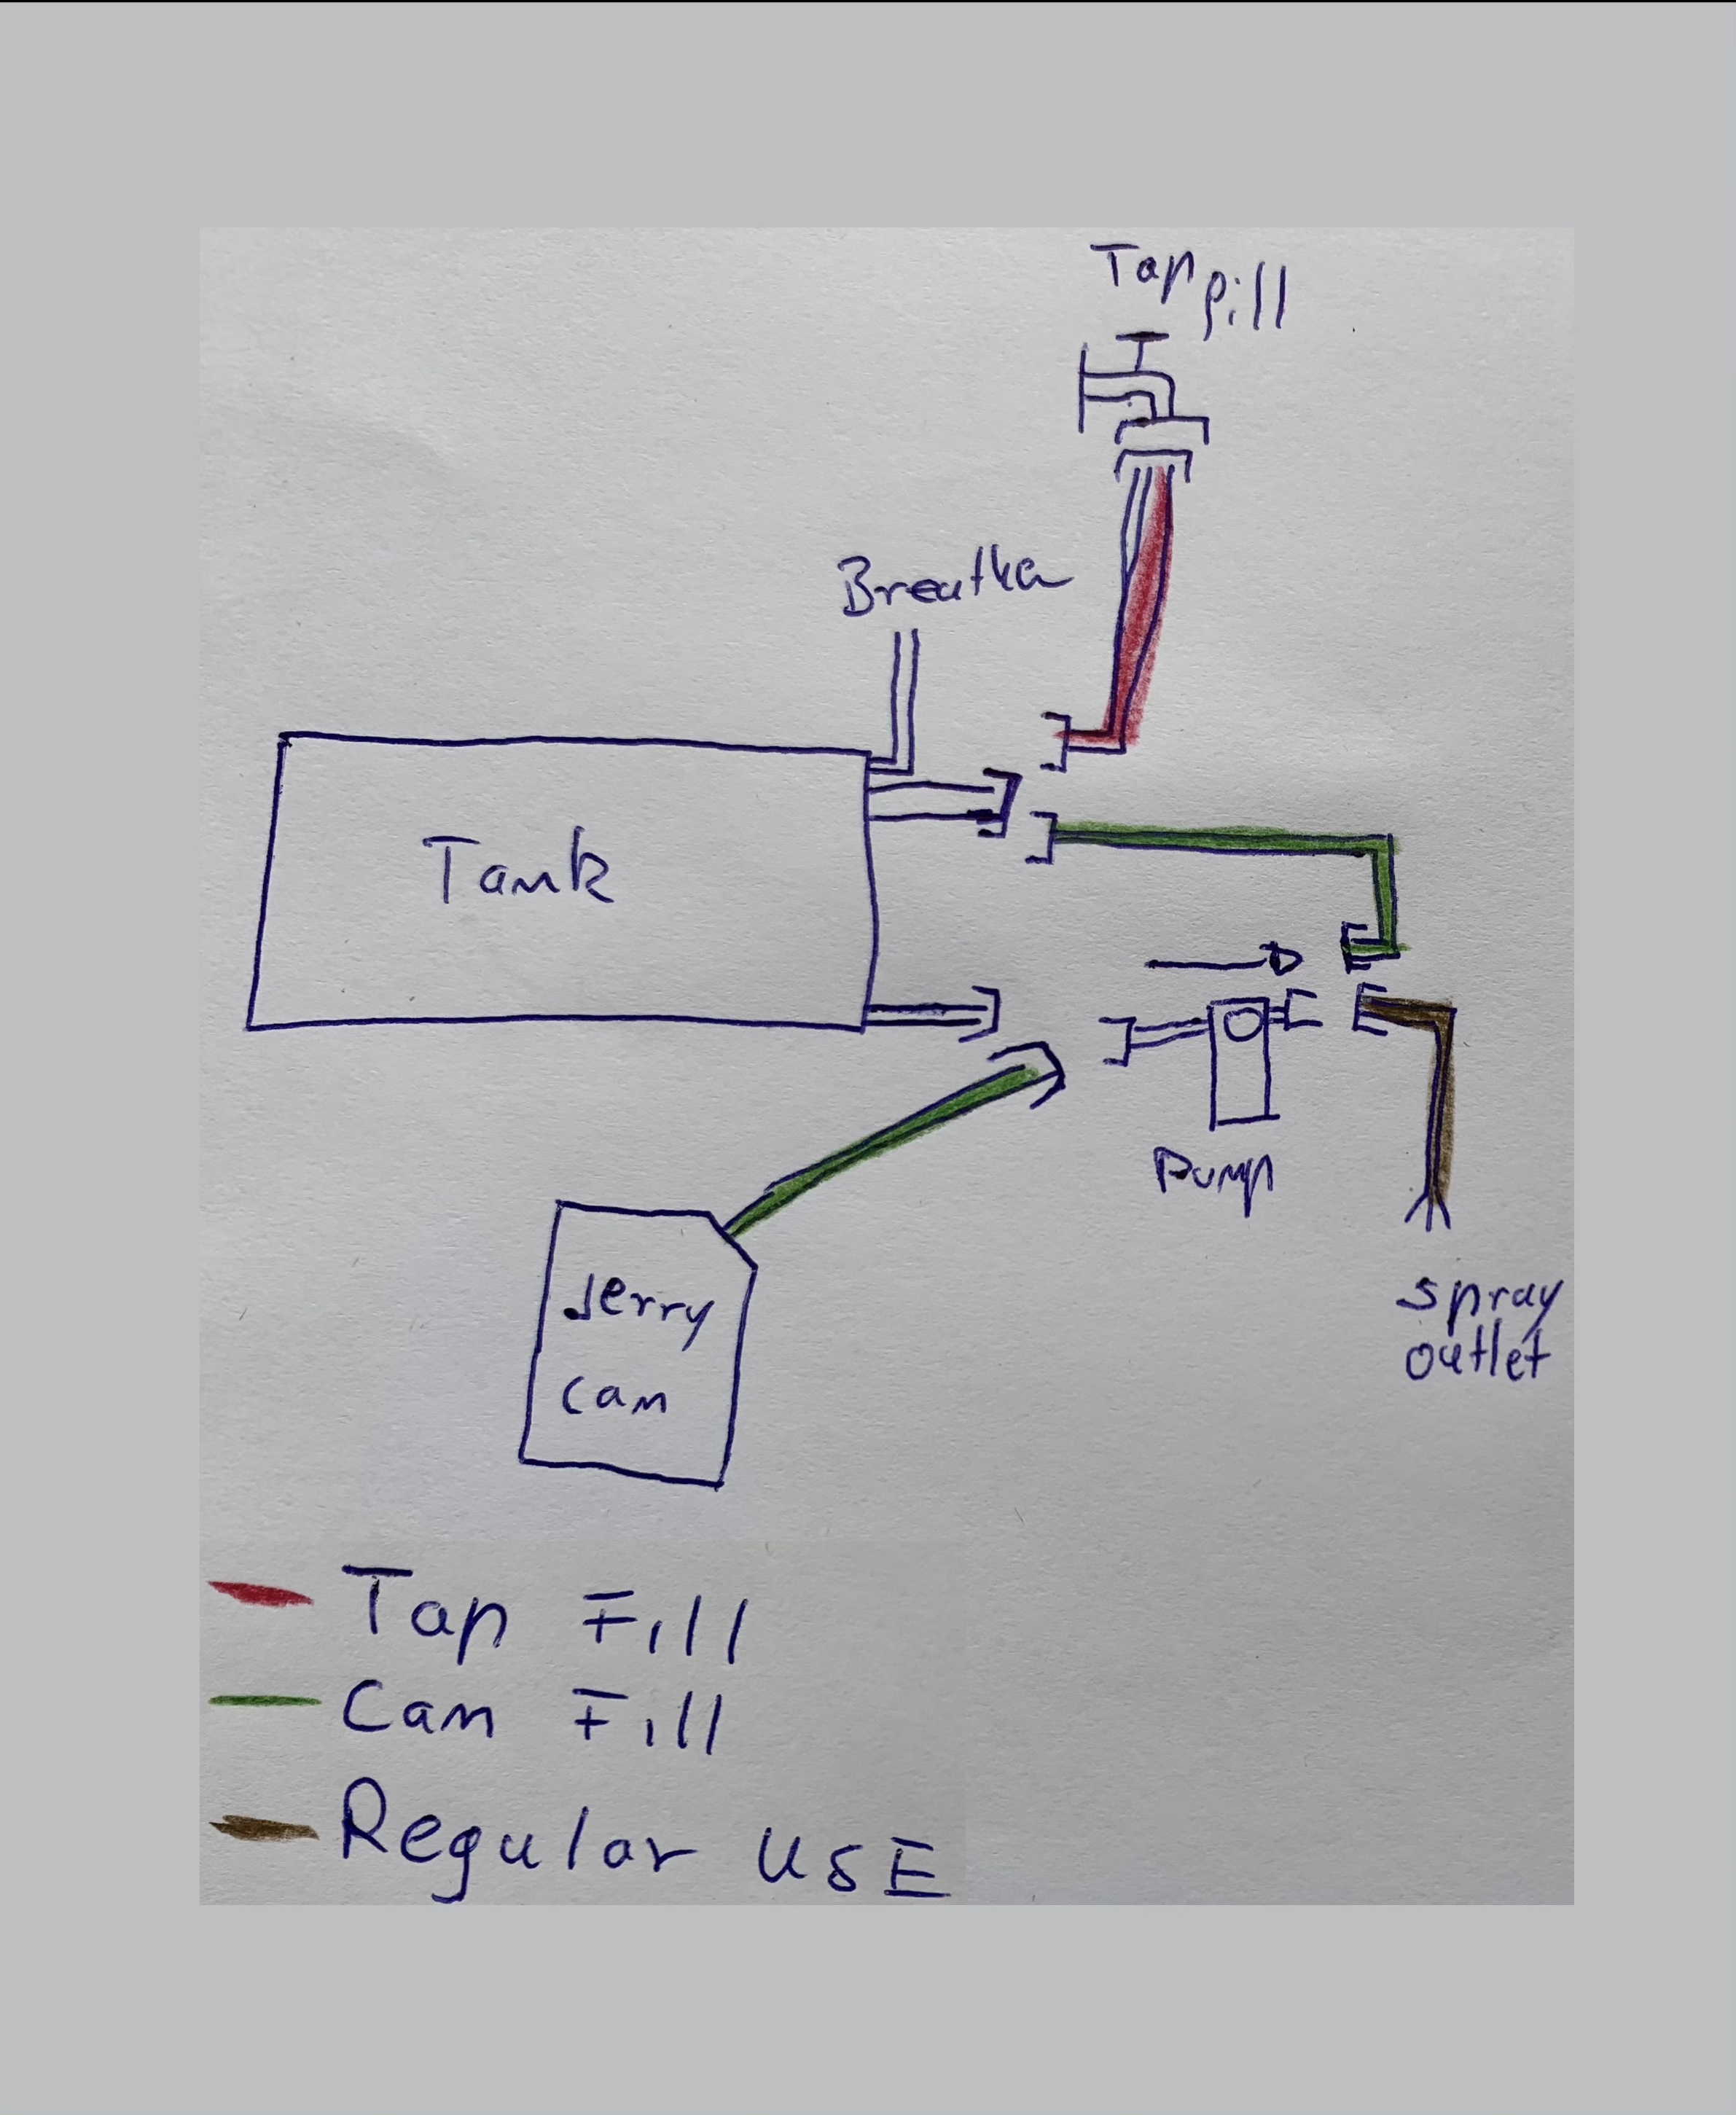 Tap fill
Breather
Tank
Pump
Jerry
can
spray
outlet
Tap Fill
Can Fill
Regular USE